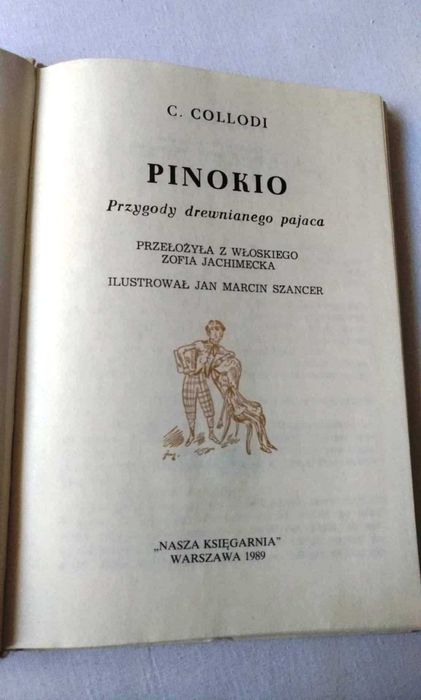 C. COLLODI
PINOKIO
Przygody drewnianego pajaca
PRZEŁOŻYŁA Z WŁOSKIEGO
ZOFIA JACHIMECKA
ILUSTROWAŁ JAN MARCIN SZANCER
„NASZA KSIĘGARNIA"
WARSZAWA 1989